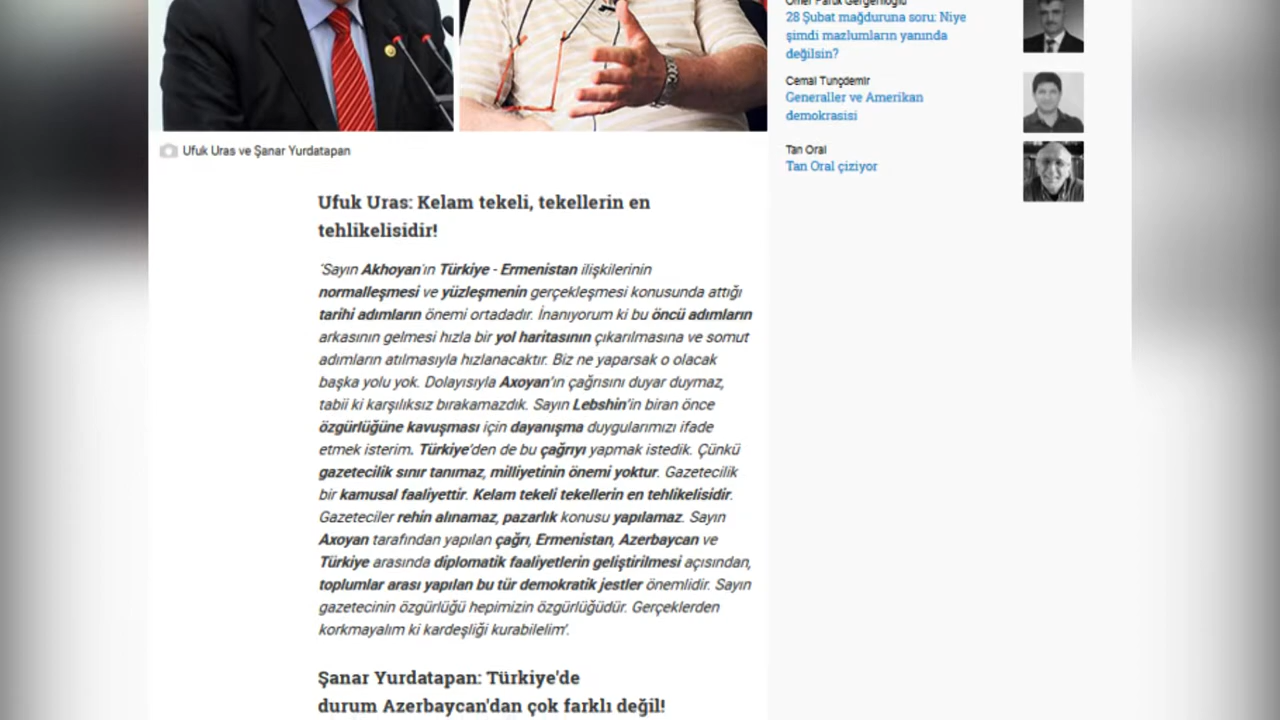 Ömer Faruk Gergerlioğlu
28 Şubat mağduruna soru: Niye
şimdi mazlumların yanında
değilsin?
Cemal Tunçdemir
Generaller ve Amerikan
demokrasisi
Tan Oral
Tan Oral çiziyor
Ufuk Uras ve Şanar Yurdatapan
Ufuk Uras: Kelam tekeli, tekellerin en
tehlikelisidir!
'Sayın Akhoyan'ın Türkiye - Ermenistan ilişkilerinin
normalleşmesi ve yüzleşmenin gerçekleşmesi konusunda attığı
tarihi adımların önemi ortadadır. İnanıyorum ki bu öncü adımların
arkasının gelmesi hızla bir yol haritasının çıkarılmasına ve somut
adımların atılmasıyla hızlanacaktır. Biz ne yaparsak o olacak
başka yolu yok. Dolayısıyla Axoyan'ın çağrısını duyar duymaz,
tabii ki karşılıksız bırakamazdık. Sayın Lebshin'in biran önce
özgürlüğüne kavuşması için dayanışma duygularımızı ifade
etmek isterim. Türkiye'den de bu çağrıyı yapmak istedik. Çünkü
gazetecilik sınır tanımaz, milliyetinin önemi yoktur. Gazetecilik
bir kamusal faaliyettir. Kelam tekeli tekellerin en tehlikelisidir.
Gazeteciler rehin alınamaz, pazarlık konusu yapılamaz. Sayın
Axoyan tarafından yapılan çağrı, Ermenistan, Azerbaycan ve
Türkiye arasında diplomatik faaliyetlerin geliştirilmesi açısından,
toplumlar arası yapılan bu tür demokratik jestler önemlidir. Sayın
gazetecinin özgürlüğü hepimizin özgürlüğüdür. Gerçeklerden
korkmayalım ki kardeşliği kurabilelim'.
Şanar Yurdatapan: Türkiye'de
durum Azerbaycan'dan çok farklı değil!